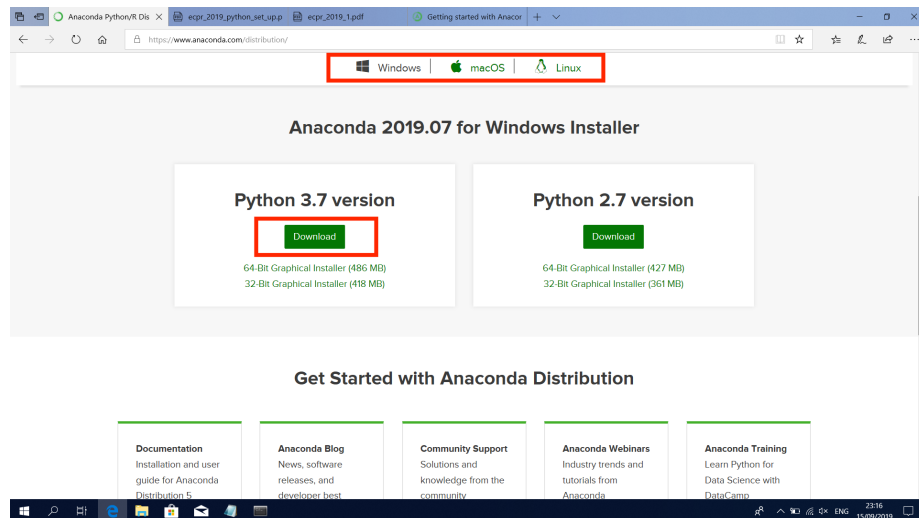 Anaconda Python/R Dis
ecpr_2019_python_set_up.p
ecpr_2019_1.pdf
Getting started with Anacor
https://www.anaconda.com/distribution/
Windows
macOS
Linux
Anaconda 2019.07 for Windows Installer
Python 3.7 version
Download
64-Bit Graphical Installer (486 MB)
32-Bit Graphical Installer (418 MB)
Python 2.7 version
Download
64-Bit Graphical Installer (427 MB)
32-Bit Graphical Installer (361 MB)
Get Started with Anaconda Distribution
Documentation
Installation and user
guide for Anaconda
Distribution 5
Anaconda Blog
News, software
releases, and
developer best
Community Support
Solutions and
knowledge from the
community
Anaconda Webinars
Industry trends and
tutorials from
Anaconda
Anaconda Training
Learn Python for
Data Science with
DataCamp
ENG
23:16
15/09/2019